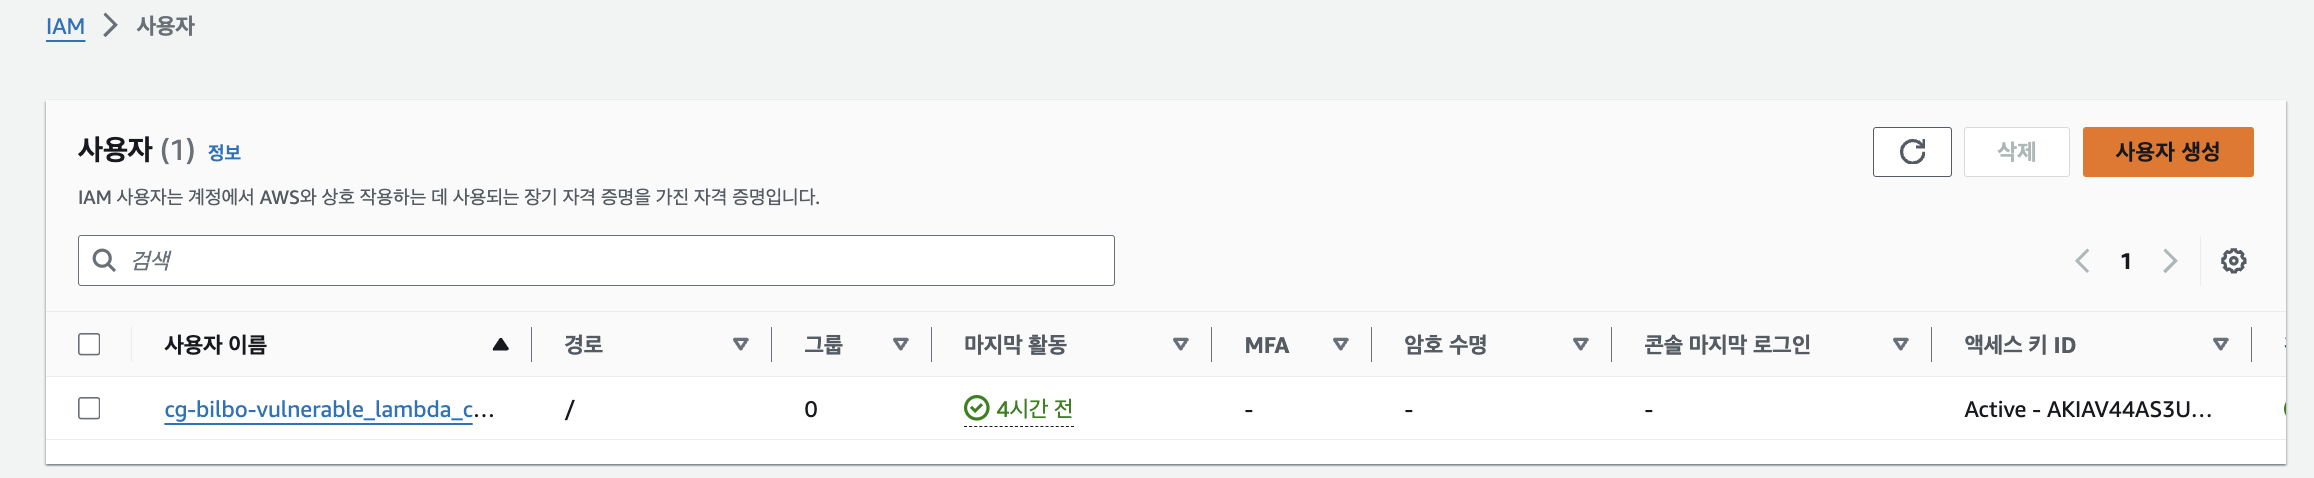 IAM > 사용자
사용자 (1) 정보
삭제
사용자 생성
IAM 사용자는 계정에서 AWS와 상호 작용하는 데 사용되는 장기 자격 증명을 가진 자격 증명입니다.
검색
1
사용자 이름 경로 그룹 마지막 활동 MFA 암호 수명 콘솔 마지막 로그인 액세스 키 ID
cg-bilbo-vulnerable_lambda_c... / 0 4시간 전 - - - Active - AKIAV44AS3U...